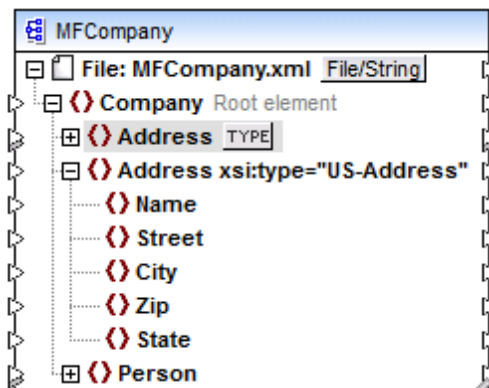 MFCompany
File: MFCompany.xml File/String
Company Root element
Address TYPE
Address xsi:type="US-Address"
Name
Street
City
Zip
State
Person